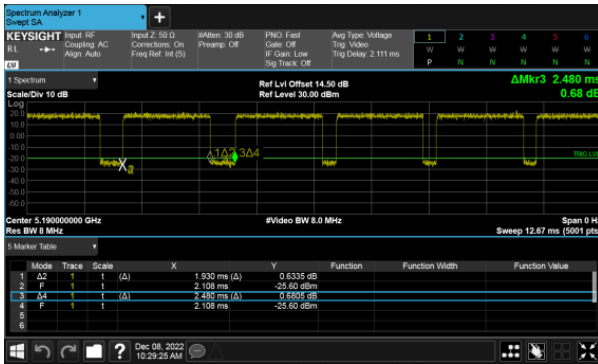 Spectrum Analyzer 1
Swept SA
+
KEYSIGHT Input: RF Input Z: 50 Ω #Atten: 30 dB PNO: Fast Avg Type: Voltage 1 2 3 4 5 6
RL Coupling: AC Corrections: On Preamp: Off Gate: Off Trig: Video W W W W W W
Align: Auto Freq Ref: Int (S) IF Gain: Low Trig Delay: 2.111 ms P N N N N N
LXI Sig Track: Off
1 Spectrum Ref Lvl Offset 14.50 dB ΔMkr3 2.480 ms
Scale/Div 10 dB Ref Level 30.00 dBm 0.68 dB
Log
20.0
10.0
0.00
-10.0
-20.0 1Δ2 3Δ4 TRIG LVL
-30.0
-40.0
-50.0
-60.0
Center 5.190000000 GHz #Video BW 8.0 MHz Span 0 Hz
Res BW 8 MHz Sweep 12.67 ms (5001 pts)
5 Marker Table
Mode Trace Scale X Y Function Function Width Function Value
1 Δ2 1 t (Δ) 1.930 ms (Δ) 0.6335 dB
2 F 1 t 2.108 ms -25.60 dBm
3 Δ4 1 t (Δ) 2.480 ms (Δ) 0.6805 dB
4 F 1 t 2.108 ms -25.60 dBm
5
6
? Dec 08, 2022
10:29:25 AM